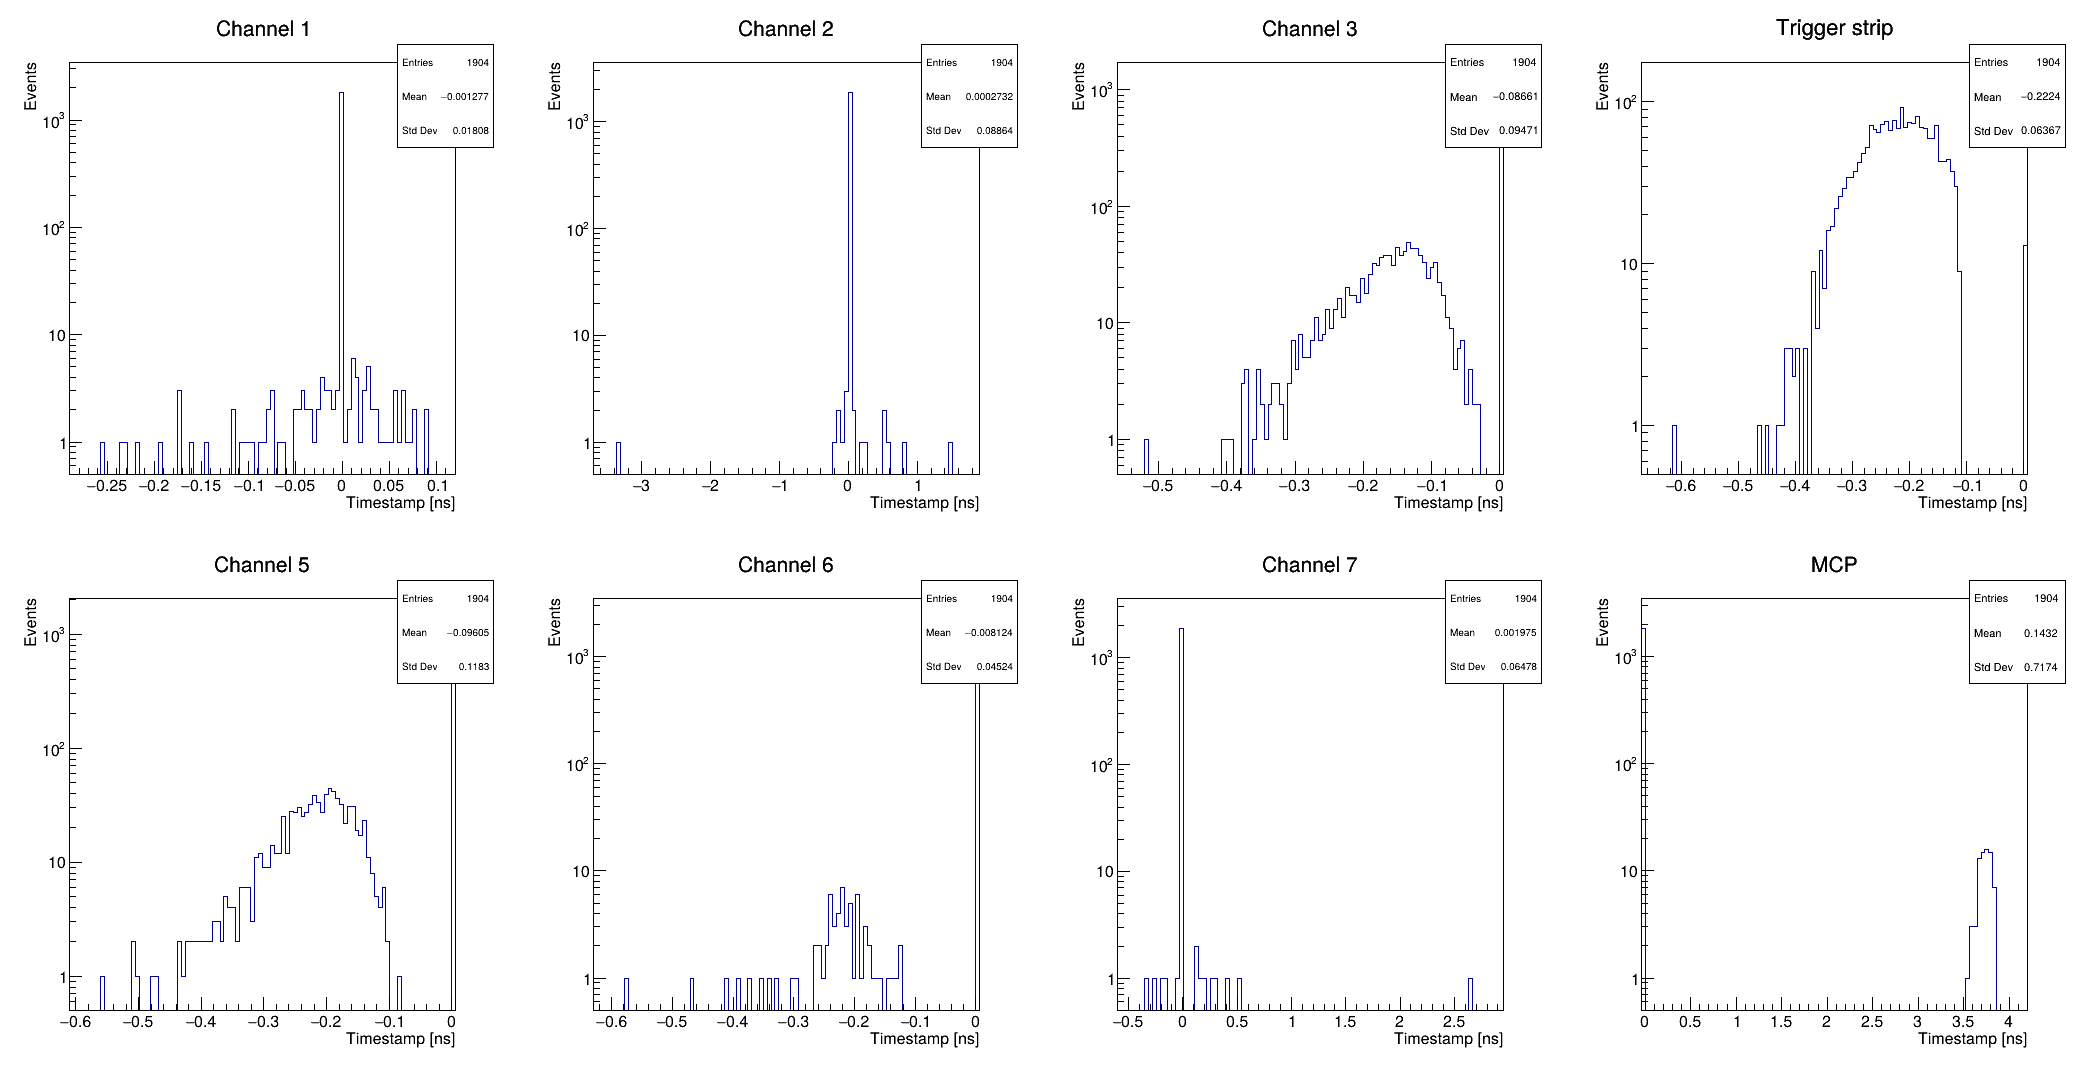 Channel 1
Events
Entries 1904
Mean −0.001277
Std Dev 0.01808
10³
10²
10
1
−0.25 −0.2 −0.15 −0.1 −0.05 0 0.05 0.1
Timestamp [ns]
Channel 2
Events
Entries 1904
Mean 0.0002732
Std Dev 0.08864
10³
10²
10
1
−3 −2 −1 0 1
Timestamp [ns]
Channel 3
Events
Entries 1904
Mean −0.08661
Std Dev 0.09471
10³
10²
10
1
−0.5 −0.4 −0.3 −0.2 −0.1 0
Timestamp [ns]
Trigger strip
Events
Entries 1904
Mean −0.2224
Std Dev 0.06367
10²
10
1
−0.6 −0.5 −0.4 −0.3 −0.2 −0.1 0
Timestamp [ns]
Channel 5
Events
Entries 1904
Mean −0.09605
Std Dev 0.1183
10³
10²
10
1
−0.6 −0.5 −0.4 −0.3 −0.2 −0.1 0
Timestamp [ns]
Channel 6
Events
Entries 1904
Mean −0.008124
Std Dev 0.04524
10³
10²
10
1
−0.6 −0.5 −0.4 −0.3 −0.2 −0.1 0
Timestamp [ns]
Channel 7
Events
Entries 1904
Mean 0.001975
Std Dev 0.06478
10³
10²
10
1
−0.5 0 0.5 1 1.5 2 2.5
Timestamp [ns]
MCP
Events
Entries 1904
Mean 0.1432
Std Dev 0.7174
10³
10²
10
1
0 0.5 1 1.5 2 2.5 3 3.5 4
Timestamp [ns]